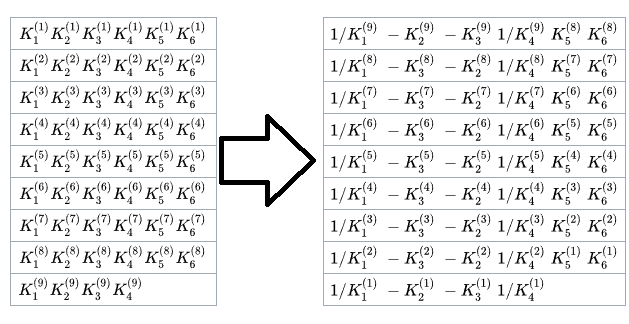 K_1^{(1)} K_2^{(1)} K_3^{(1)} K_4^{(1)} K_5^{(1)} K_6^{(1)}
K_1^{(2)} K_2^{(2)} K_3^{(2)} K_4^{(2)} K_5^{(2)} K_6^{(2)}
K_1^{(3)} K_2^{(3)} K_3^{(3)} K_4^{(3)} K_5^{(3)} K_6^{(3)}
K_1^{(4)} K_2^{(4)} K_3^{(4)} K_4^{(4)} K_5^{(4)} K_6^{(4)}
K_1^{(5)} K_2^{(5)} K_3^{(5)} K_4^{(5)} K_5^{(5)} K_6^{(5)}
K_1^{(6)} K_2^{(6)} K_3^{(6)} K_4^{(6)} K_5^{(6)} K_6^{(6)}
K_1^{(7)} K_2^{(7)} K_3^{(7)} K_4^{(7)} K_5^{(7)} K_6^{(7)}
K_1^{(8)} K_2^{(8)} K_3^{(8)} K_4^{(8)} K_5^{(8)} K_6^{(8)}
K_1^{(9)} K_2^{(9)} K_3^{(9)} K_4^{(9)}
1/K_1^{(9)} −K_2^{(9)} −K_3^{(9)} 1/K_4^{(9)} K_5^{(8)} K_6^{(8)}
1/K_1^{(8)} −K_3^{(8)} −K_2^{(8)} 1/K_4^{(8)} K_5^{(7)} K_6^{(7)}
1/K_1^{(7)} −K_3^{(7)} −K_2^{(7)} 1/K_4^{(7)} K_5^{(6)} K_6^{(6)}
1/K_1^{(6)} −K_3^{(6)} −K_2^{(6)} 1/K_4^{(6)} K_5^{(5)} K_6^{(5)}
1/K_1^{(5)} −K_3^{(5)} −K_2^{(5)} 1/K_4^{(5)} K_5^{(4)} K_6^{(4)}
1/K_1^{(4)} −K_3^{(4)} −K_2^{(4)} 1/K_4^{(4)} K_5^{(3)} K_6^{(3)}
1/K_1^{(3)} −K_3^{(3)} −K_2^{(3)} 1/K_4^{(3)} K_5^{(2)} K_6^{(2)}
1/K_1^{(2)} −K_3^{(2)} −K_2^{(2)} 1/K_4^{(2)} K_5^{(1)} K_6^{(1)}
1/K_1^{(1)} −K_2^{(1)} −K_3^{(1)} 1/K_4^{(1)}